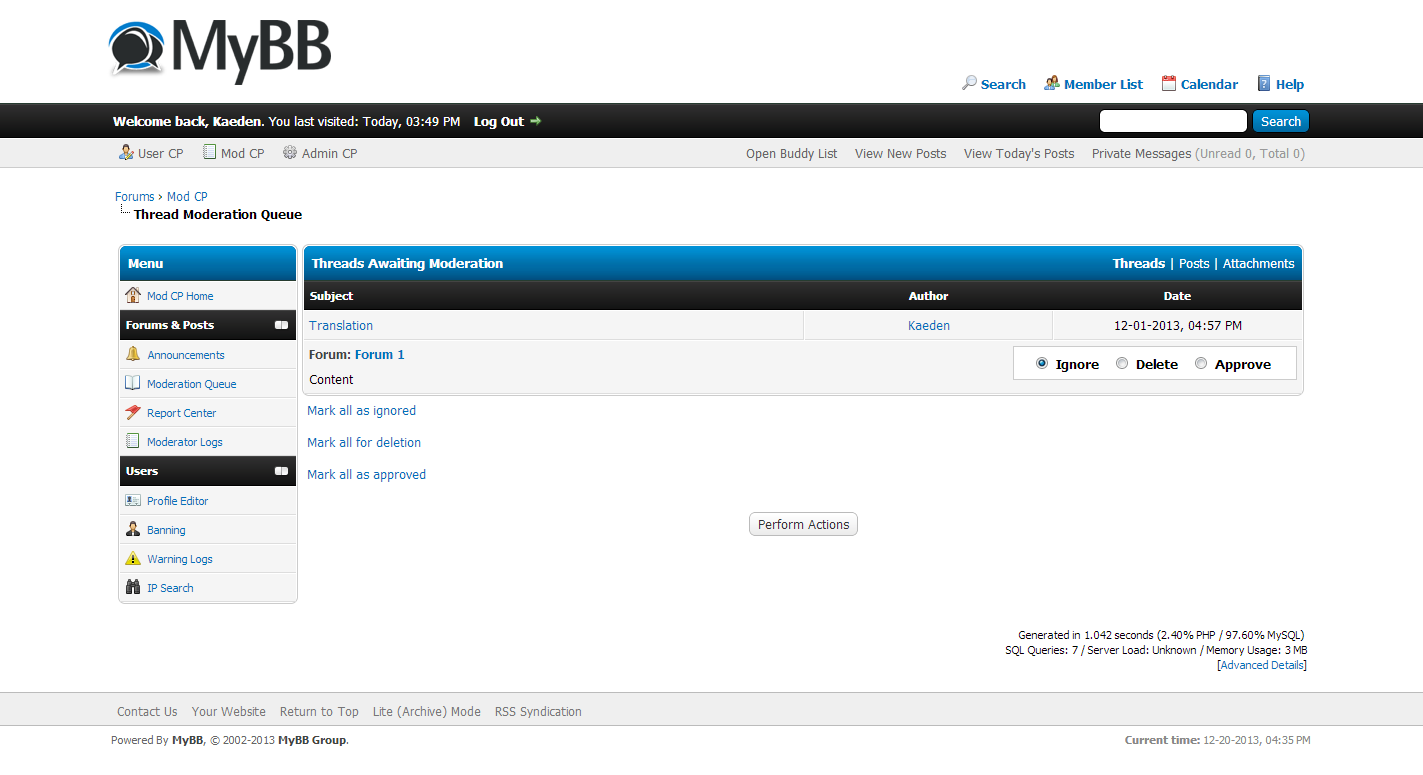 MyBB
Search Member List Calendar Help
Welcome back, Kaeden. You last visited: Today, 03:49 PM Log Out Search
User CP Mod CP Admin CP Open Buddy List View New Posts View Today's Posts Private Messages (Unread 0, Total 0)
Forums › Mod CP
Thread Moderation Queue
Menu
Mod CP Home
Forums & Posts
Announcements
Moderation Queue
Report Center
Moderator Logs
Users
Profile Editor
Banning
Warning Logs
IP Search
Threads Awaiting Moderation Threads | Posts | Attachments
Subject Author Date
Translation Kaeden 12-01-2013, 04:57 PM
Forum: Forum 1
Content
Ignore Delete Approve
Mark all as ignored
Mark all for deletion
Mark all as approved
Perform Actions
Generated in 1.042 seconds (2.40% PHP / 97.60% MySQL)
SQL Queries: 7 / Server Load: Unknown / Memory Usage: 3 MB
[Advanced Details]
Contact Us Your Website Return to Top Lite (Archive) Mode RSS Syndication
Powered By MyBB, © 2002-2013 MyBB Group. Current time: 12-20-2013, 04:35 PM